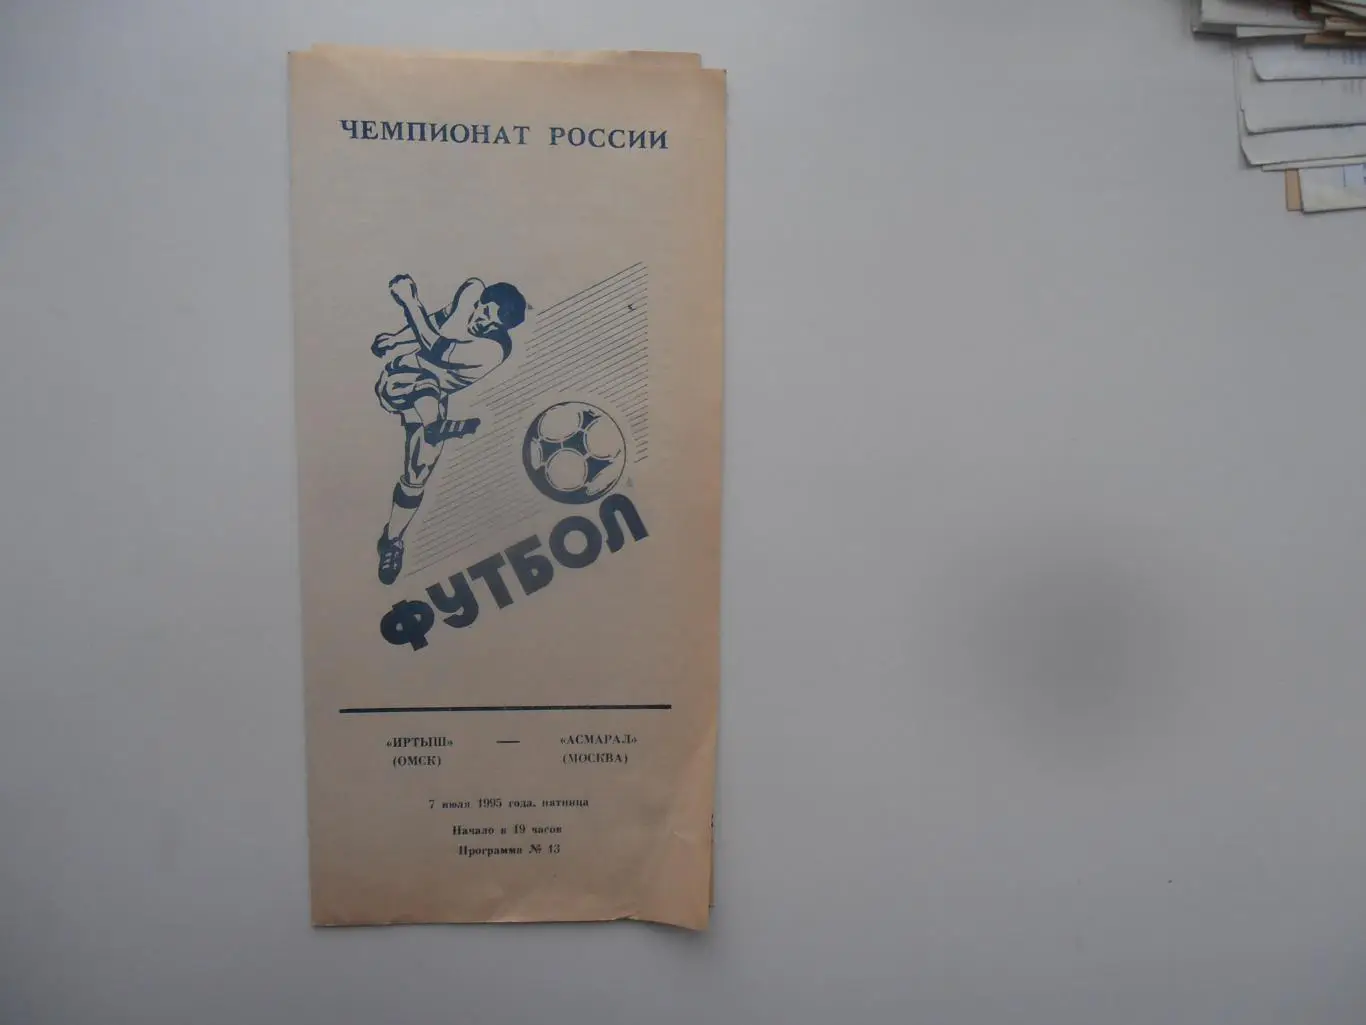 ЧЕМПИОНАТ РОССИИ
ФУТБОЛ
«ИРТЫШ» — «АСМАРАЛ»
(ОМСК) (МОСКВА)
7 июля 1995 года, пятница
Начало в 19 часов
Программа № 13